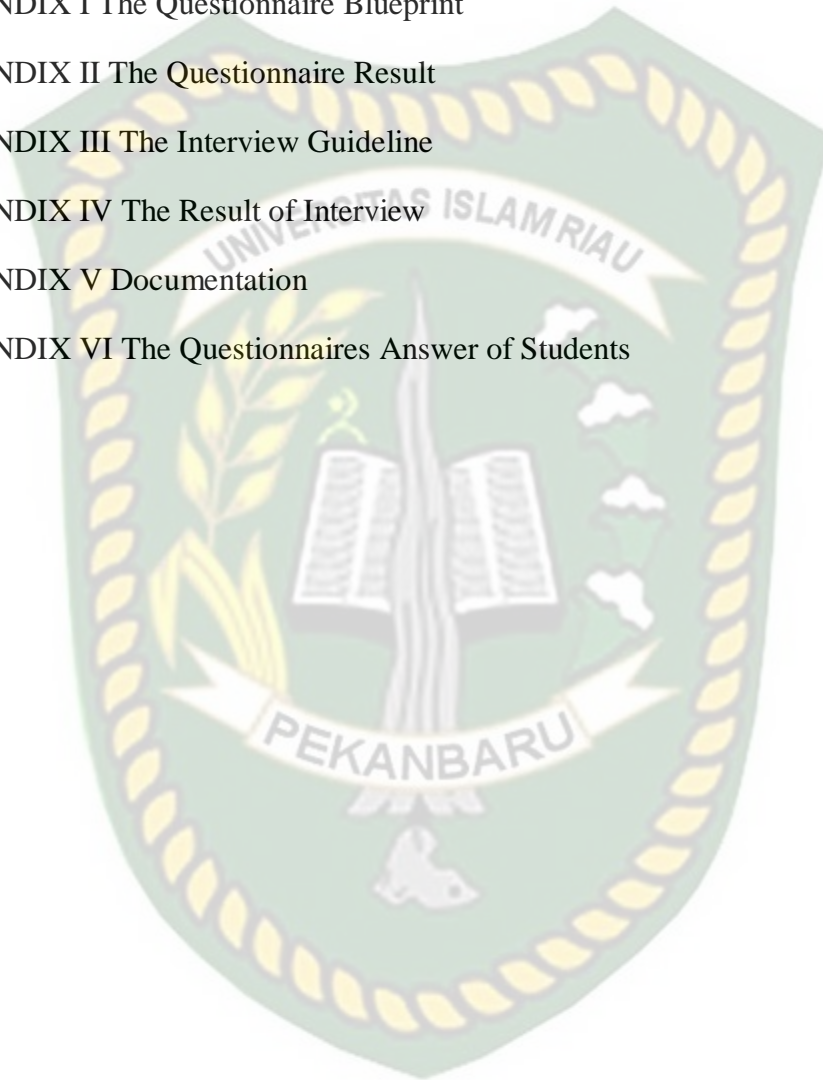 NDIX I The Questionnaire Blueprint
NDIX II The Questionnaire Result
NDIX III The Interview Guideline
NDIX IV The Result of Interview
NDIX V Documentation
NDIX VI The Questionnaires Answer of Students
UNIVERSITAS ISLAM RIAU
PEKANBARU